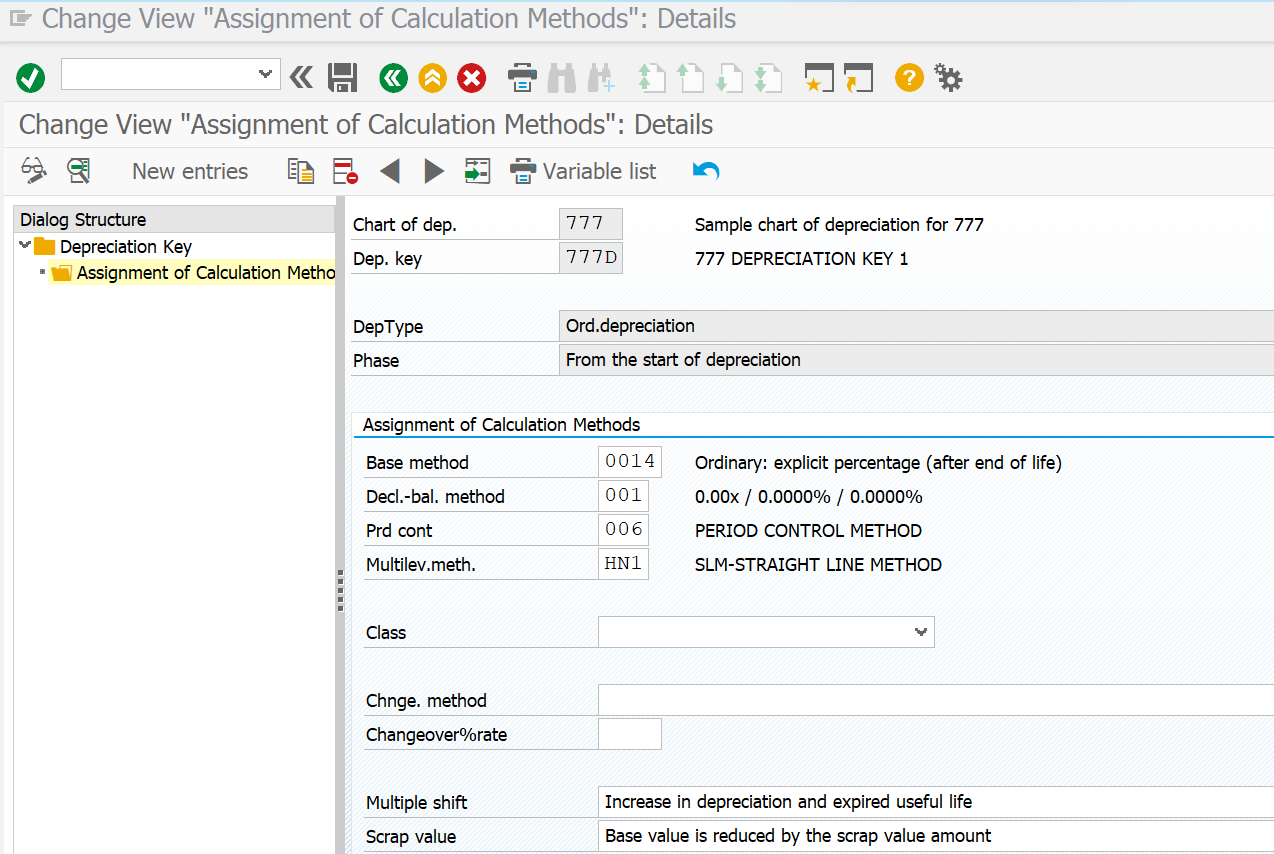 Change View "Assignment of Calculation Methods": Details
Change View "Assignment of Calculation Methods": Details
New entries
Variable list
Dialog Structure
Depreciation Key
Assignment of Calculation Metho
Chart of dep. 777 Sample chart of depreciation for 777
Dep. key 777D 777 DEPRECIATION KEY 1
DepType Ord.depreciation
Phase From the start of depreciation
Assignment of Calculation Methods
Base method 0014 Ordinary: explicit percentage (after end of life)
Decl.-bal. method 001 0.00x / 0.0000% / 0.0000%
Prd cont 006 PERIOD CONTROL METHOD
Multilev.meth. HN1 SLM-STRAIGHT LINE METHOD
Class
Chnge. method
Changeover%rate
Multiple shift Increase in depreciation and expired useful life
Scrap value Base value is reduced by the scrap value amount